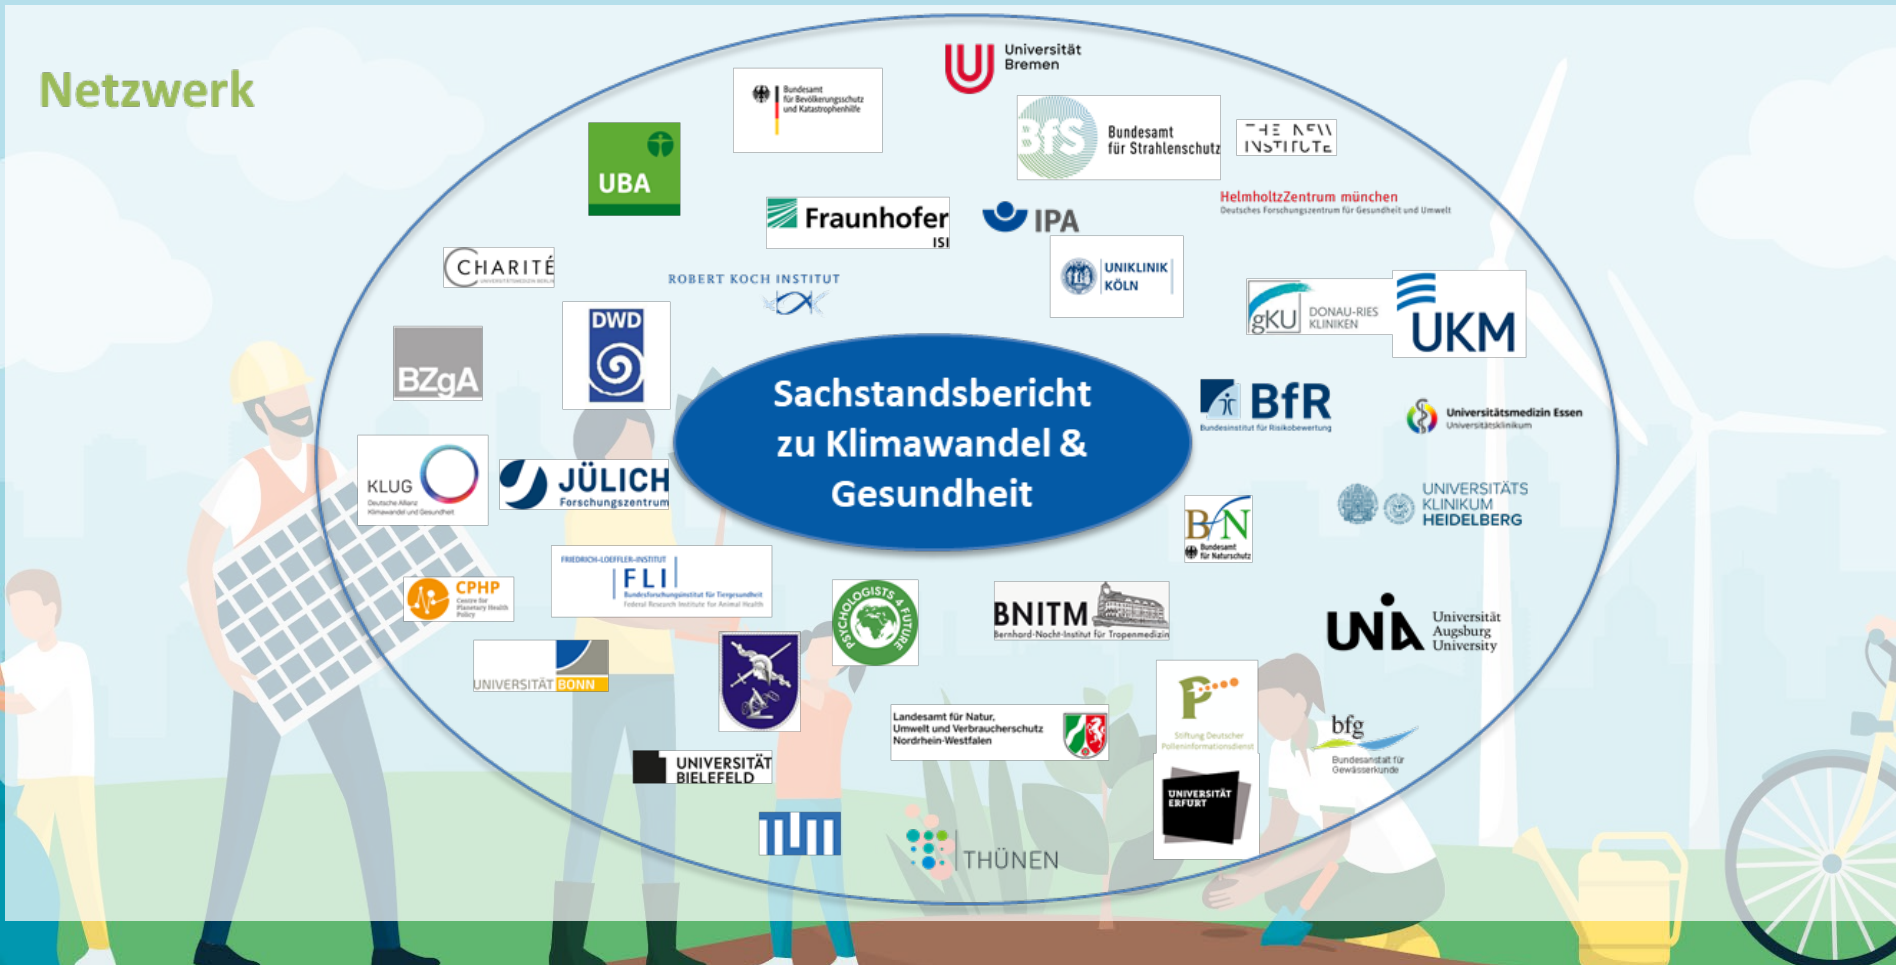 Netzwerk
Universität
Bremen
Bundesamt
für Bevölkerungsschutz
und Katastrophenhilfe
BfS
Bundesamt
für Strahlenschutz
THE NEW
INSTITUTE
UBA
HelmholtzZentrum münchen
Deutsches Forschungszentrum für Gesundheit und Umwelt
Fraunhofer
ISI
IPA
CHARITÉ
UNIVERSITÄTSMEDIZIN BERLIN
ROBERT KOCH INSTITUT
UNIKLINIK
KÖLN
gKU
DONAU-RIES
KLINIKEN
UKM
DWD
BZgA
Sachstandsbericht
zu Klimawandel &
Gesundheit
BfR
Bundesinstitut für Risikobewertung
Universitätsmedizin Essen
Universitätsklinikum
KLUG
Deutsche Allianz
Klimawandel und Gesundheit
JÜLICH
Forschungszentrum
UNIVERSITÄTS
KLINIKUM
HEIDELBERG
BfN
Bundesamt
für Naturschutz
FRIEDRICH-LOEFFLER-INSTITUT
FLI
Bundesforschungsinstitut für Tiergesundheit
Federal Research Institute for Animal Health
CPHP
Centre for
Planetary Health
Policy
PSYCHOLOGISTS 4 FUTURE
BNITM
Bernhard-Nocht-Institut für Tropenmedizin
UNIA
Universität
Augsburg
University
UNIVERSITÄT BONN
Landesamt für Natur,
Umwelt und Verbraucherschutz
Nordrhein-Westfalen
P
Stiftung Deutscher
Polleninformationsdienst
bfg
Bundesanstalt für
Gewässerkunde
UNIVERSITÄT
BIELEFELD
UNIVERSITÄT
ERFURT
TUM
THÜNEN